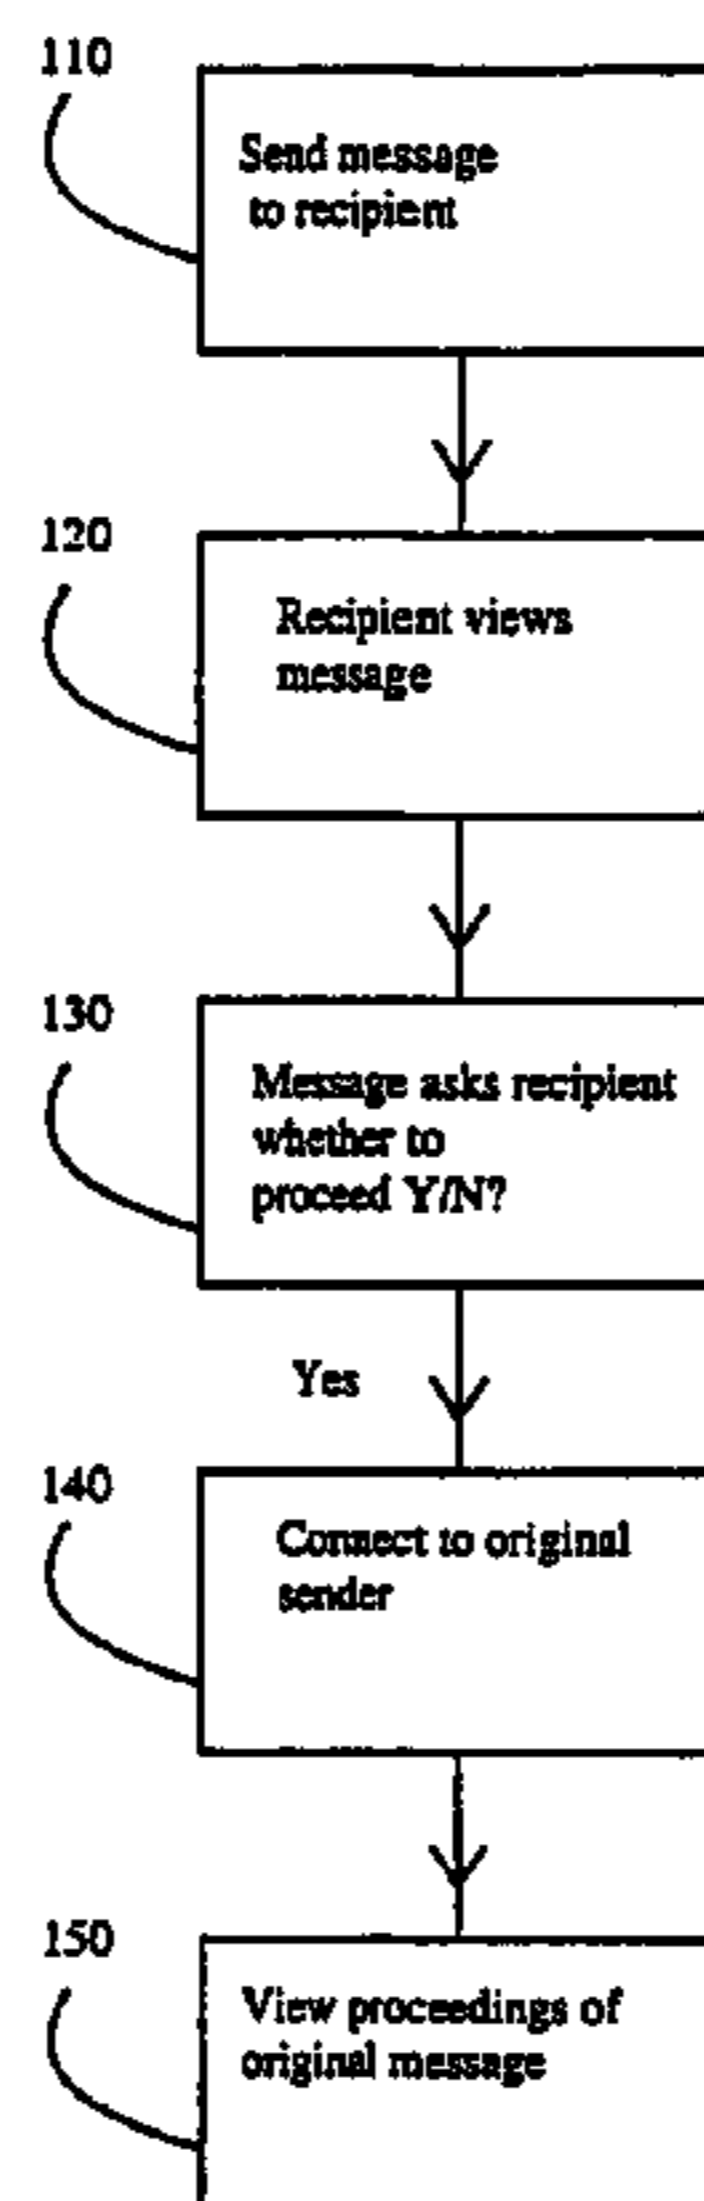 110
Send message
to recipient
120
Recipient views
message
130
Message asks recipient
whether to
proceed Y/N?
Yes
140
Connect to original
sender
150
View proceedings of
original message